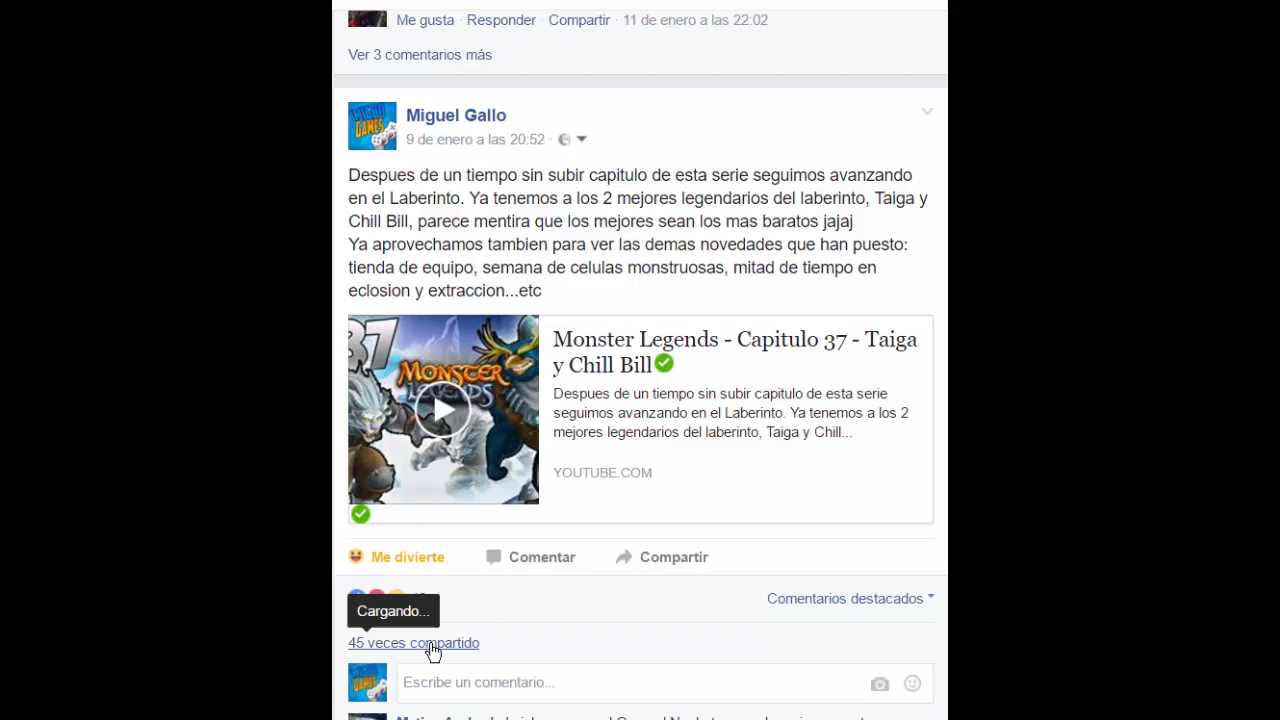 Me gusta · Responder · Compartir · 11 de enero a las 22:02
Ver 3 comentarios más
Miguel Gallo
9 de enero a las 20:52 ·
Despues de un tiempo sin subir capitulo de esta serie seguimos avanzando
en el Laberinto. Ya tenemos a los 2 mejores legendarios del laberinto, Taiga y
Chill Bill, parece mentira que los mejores sean los mas baratos jajaj
Ya aprovechamos tambien para ver las demas novedades que han puesto:
tienda de equipo, semana de celulas monstruosas, mitad de tiempo en
eclosion y extraccion...etc
37
MONSTER
LEGENDS
Monster Legends - Capitulo 37 - Taiga
y Chill Bill
Despues de un tiempo sin subir capitulo de esta serie
seguimos avanzando en el Laberinto. Ya tenemos a los 2
mejores legendarios del laberinto, Taiga y Chill...
YOUTUBE.COM
Me divierte
Comentar
Compartir
Comentarios destacados
Cargando...
45 veces compartido
Escribe un comentario...